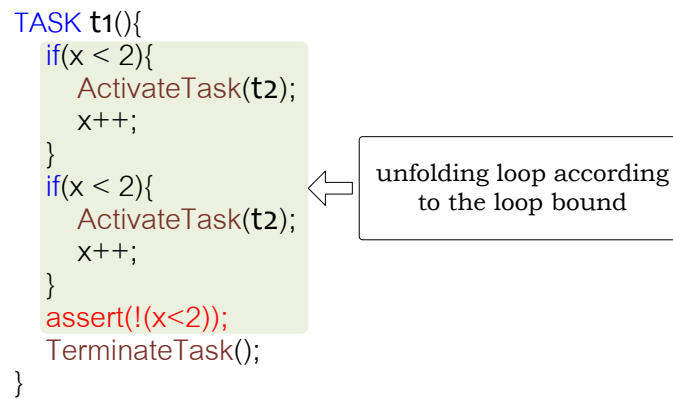 TASK t1(){
if(x < 2){
ActivateTask(t2);
x++;
}
if(x < 2){
ActivateTask(t2);
x++;
}
assert(!(x<2));
TerminateTask();
}
unfolding loop according
to the loop bound